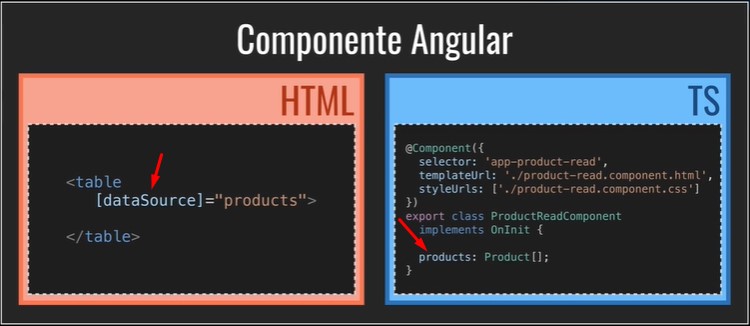 Componente Angular
HTML
<table
[dataSource]="products">
</table>
TS
@Component({
selector: 'app-product-read',
templateUrl: './product-read.component.html',
styleUrls: ['./product-read.component.css']
})
export class ProductReadComponent
implements OnInit {
products: Product[];
}